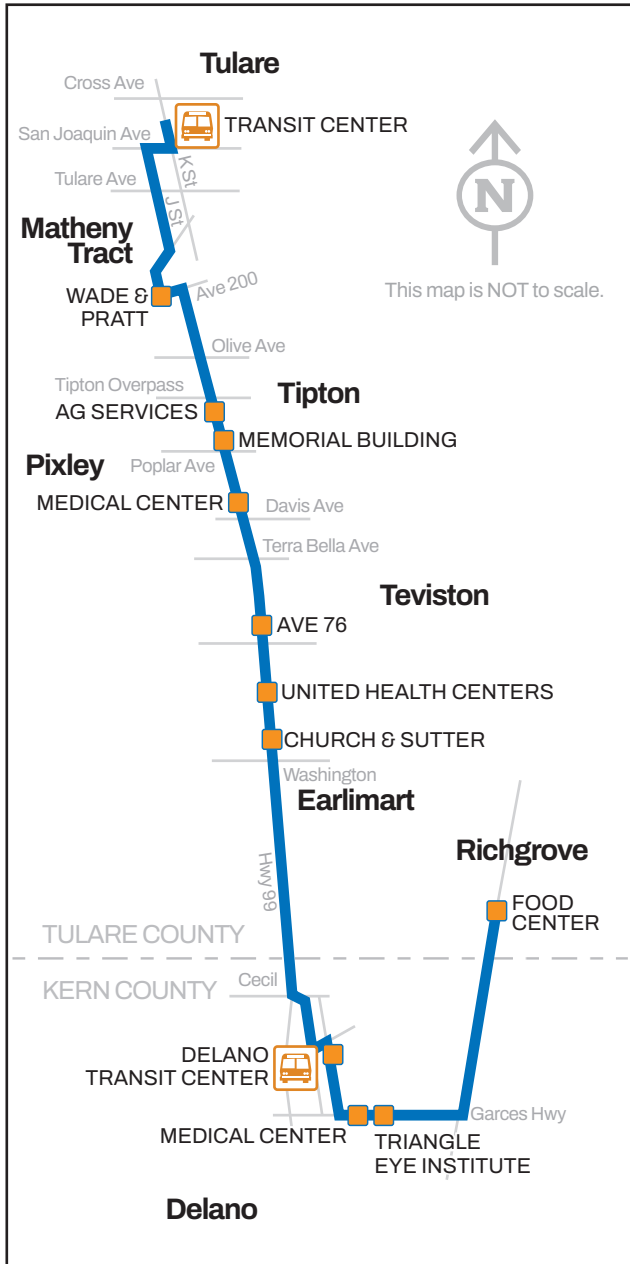 Tulare
Cross Ave
TRANSIT CENTER
San Joaquin Ave
K St
Tulare Ave
J St
N
Matheny
Tract
Ave 200
This map is NOT to scale.
WADE &
PRATT
Olive Ave
Tipton Overpass
Tipton
AG SERVICES
MEMORIAL BUILDING
Pixley
Poplar Ave
MEDICAL CENTER
Davis Ave
Terra Bella Ave
Teviston
AVE 76
UNITED HEALTH CENTERS
CHURCH & SUTTER
Washington
Earlimart
Hwy 99
Richgrove
FOOD
CENTER
TULARE COUNTY
KERN COUNTY
Cecil
DELANO
TRANSIT CENTER
Garces Hwy
MEDICAL CENTER
TRIANGLE
EYE INSTITUTE
Delano